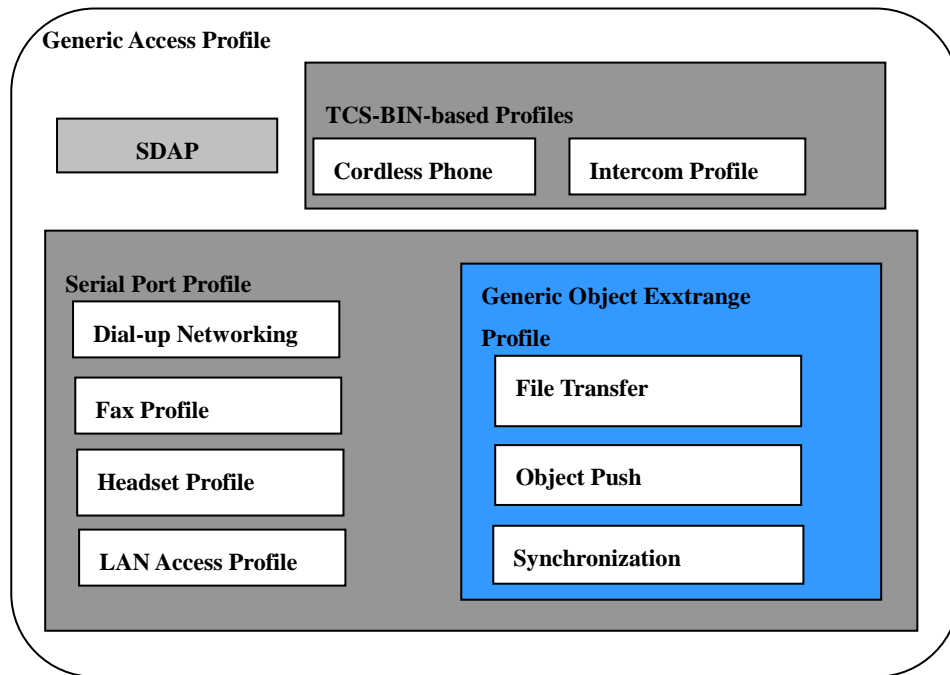 Generic Access Profile
TCS-BIN-based Profiles
SDAP
Cordless Phone
Intercom Profile
Serial Port Profile
Dial-up Networking
Fax Profile
Headset Profile
LAN Access Profile
Generic Object Exxtrange
Profile
File Transfer
Object Push
Synchronization